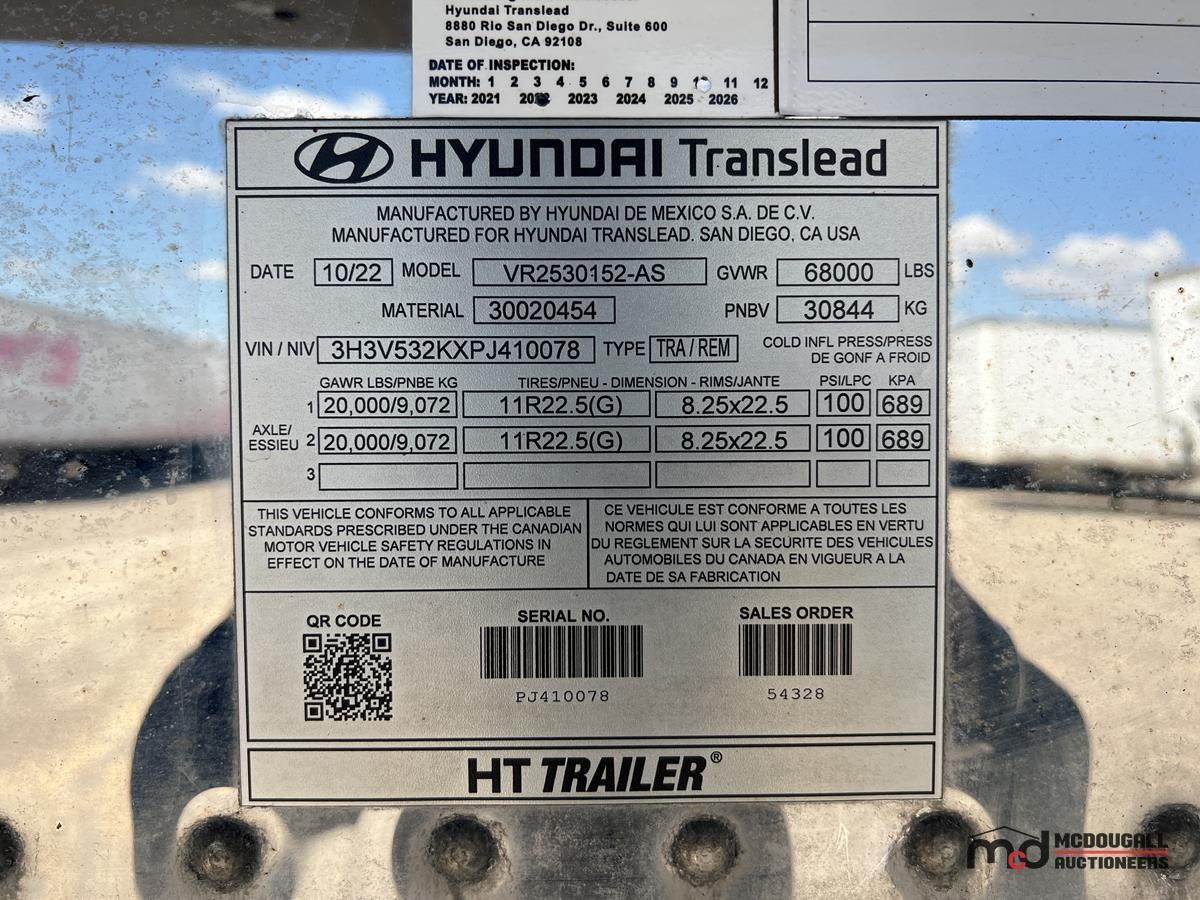 Hyundai Translead
8880 Rio San Diego Dr., Suite 600
San Diego, CA 92108
DATE OF INSPECTION:
MONTH: 1 2 3 4 5 6 7 8 9 11 12
YEAR: 2021 2023 2024 2025 2026
HYUNDAI Translead
MANUFACTURED BY HYUNDAI DE MEXICO S.A. DE C.V.
MANUFACTURED FOR HYUNDAI TRANSLEAD. SAN DIEGO, CA USA
DATE 10/22 MODEL VR2530152-AS GVWR 68000 LBS
MATERIAL 30020454 PNBV 30844 KG
VIN / NIV 3H3V532KXPJ410078 TYPE TRA / REM COLD INFL PRESS/PRESS
DE GONF A FROID
GAWR LBS/PNBE KG TIRES/PNEU - DIMENSION - RIMS/JANTE PSI/LPC KPA
1 20,000/9,072 11R22.5(G) 8.25x22.5 100 689
AXLE/
ESSIEU 2 20,000/9,072 11R22.5(G) 8.25x22.5 100 689
3
THIS VEHICLE CONFORMS TO ALL APPLICABLE
STANDARDS PRESCRIBED UNDER THE CANADIAN
MOTOR VEHICLE SAFETY REGULATIONS IN
EFFECT ON THE DATE OF MANUFACTURE
CE VEHICULE EST CONFORME A TOUTES LES
NORMES QUI LUI SONT APPLICABLES EN VERTU
DU REGLEMENT SUR LA SECURITE DES VEHICULES
AUTOMOBILES DU CANADA EN VIGUEUR A LA
DATE DE SA FABRICATION
QR CODE
SERIAL NO.
PJ410078
SALES ORDER
54328
HT TRAILER®
mcd MCDOUGALL
AUCTIONEERS